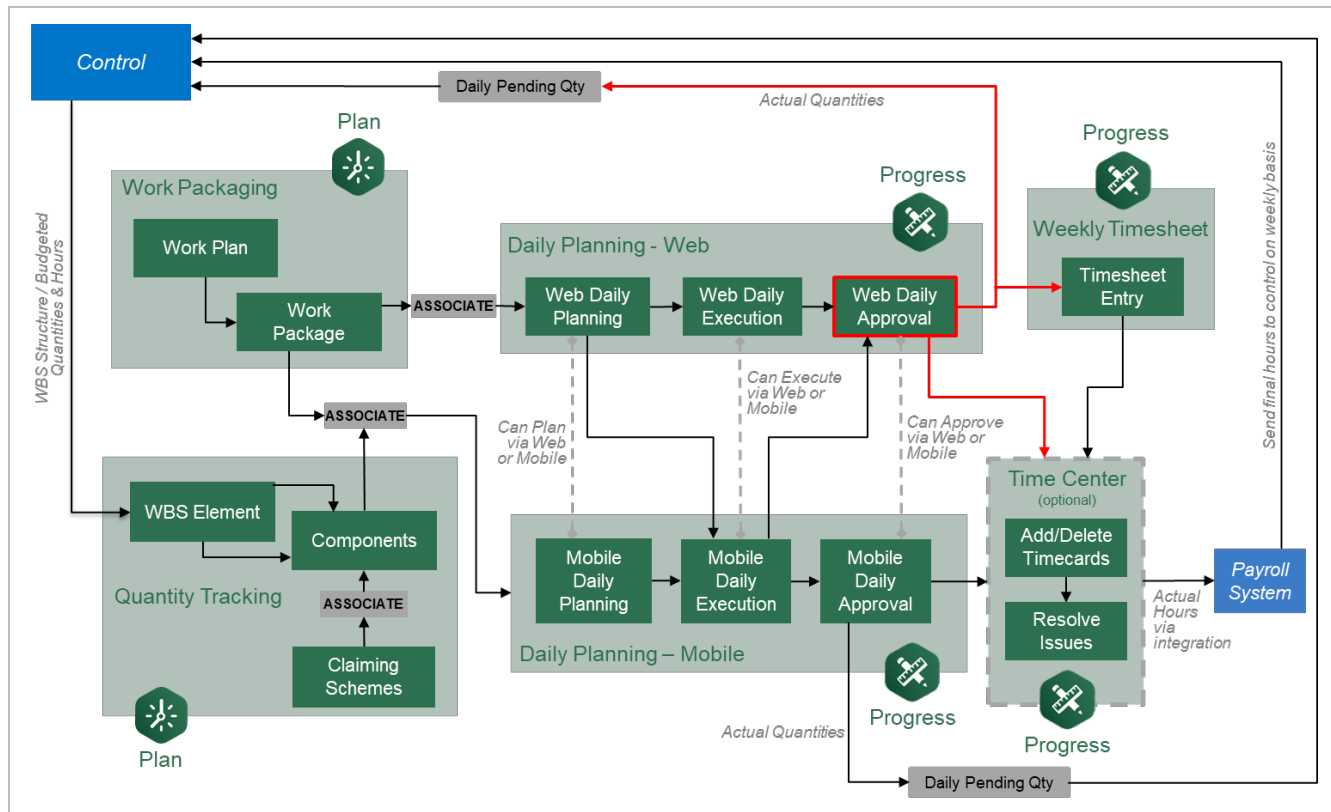 Control
Daily Pending Qty
Actual Quantities
Plan
Progress
Progress
Work Packaging
Work Plan
Work
Package
ASSOCIATE
Daily Planning - Web
Web Daily
Planning
Web Daily
Execution
Web Daily
Approval
Weekly Timesheet
Timesheet
Entry
Send final hours to control on weekly basis
WBS Structure / Budgeted
Quantities & Hours
ASSOCIATE
Can Plan
via Web
or Mobile
Can Execute
via Web or
Mobile
Can Approve
via Web or
Mobile
WBS Element
Components
Quantity Tracking
ASSOCIATE
Claiming
Schemes
Plan
Mobile
Daily
Planning
Mobile
Daily
Execution
Mobile
Daily
Approval
Daily Planning – Mobile
Progress
Time Center
(optional)
Add/Delete
Timecards
Resolve
Issues
Progress
Actual
Hours
via
integration
Payroll
System
Actual Quantities
Daily Pending Qty